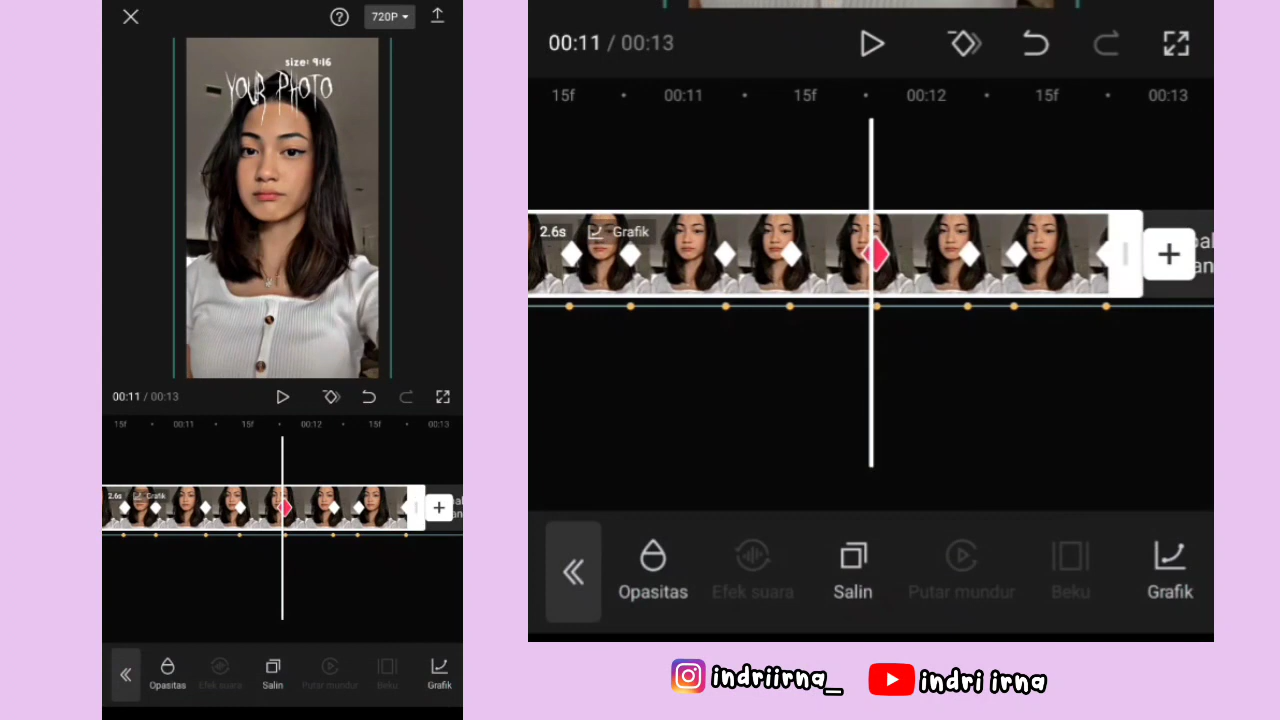 720P
size: 9:16
YOUR PHOTO
00:11 / 00:13
15f 00:11 15f 00:12 15f 00:13
2.6s Grafik
Opasitas Efek suara Salin Putar mundur Beku Grafik
00:11 / 00:13
15f 00:11 15f 00:12 15f 00:13
2.6s Grafik
Opasitas Efek suara Salin Putar mundur Beku Grafik
indriirna_ indri irna